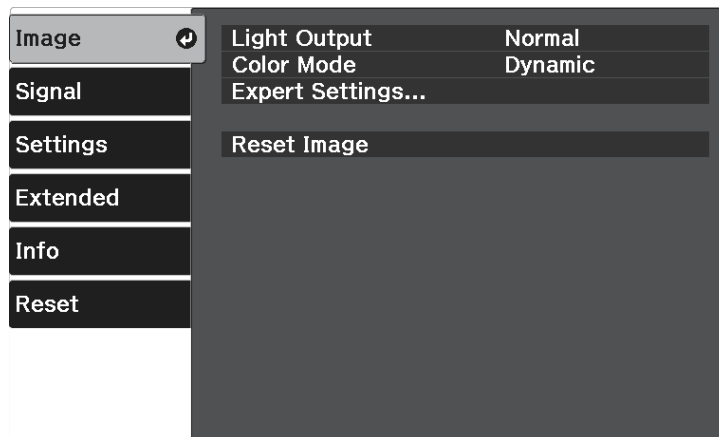 Image
Signal
Settings
Extended
Info
Reset
Light Output Normal
Color Mode Dynamic
Expert Settings...
Reset Image